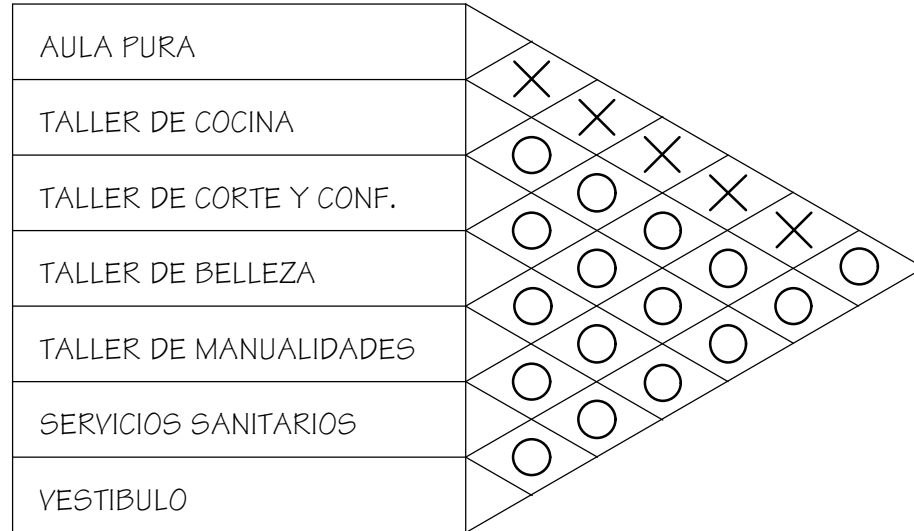 AULA PURA
TALLER DE COCINA
TALLER DE CORTE Y CONF.
TALLER DE BELLEZA
TALLER DE MANUALIDADES
SERVICIOS SANITARIOS
VESTIBULO